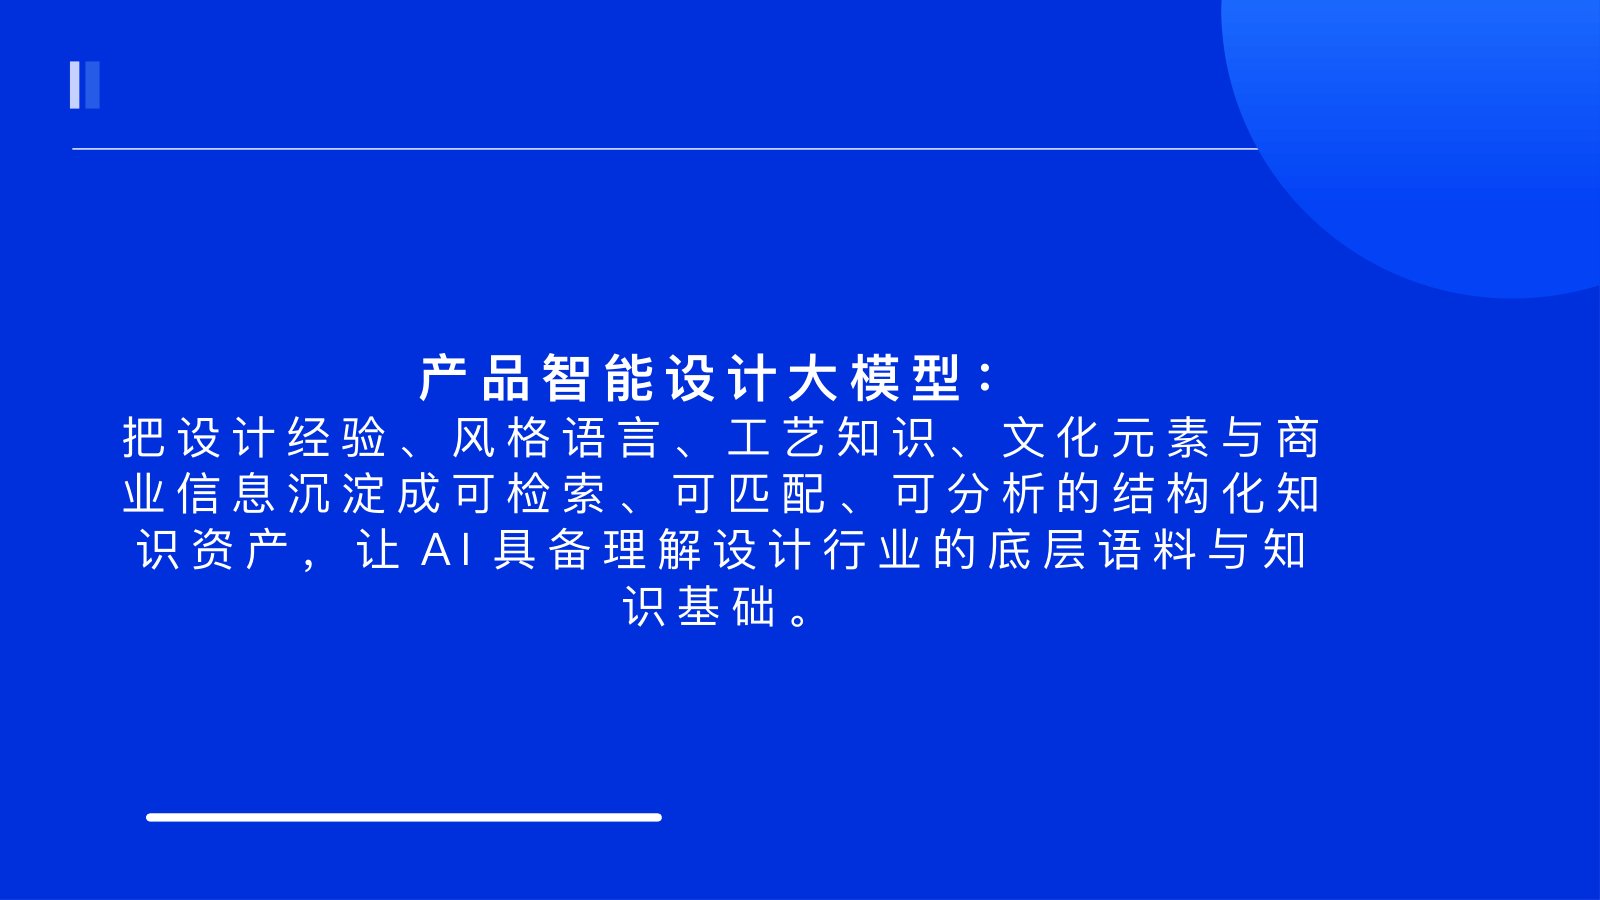 产品智能设计大模型：
把设计经验、风格语言、工艺知识、文化元素与商
业信息沉淀成可检索、可匹配、可分析的结构化知
识资产，让 AI 具备理解设计行业的底层语料与知
识基础。